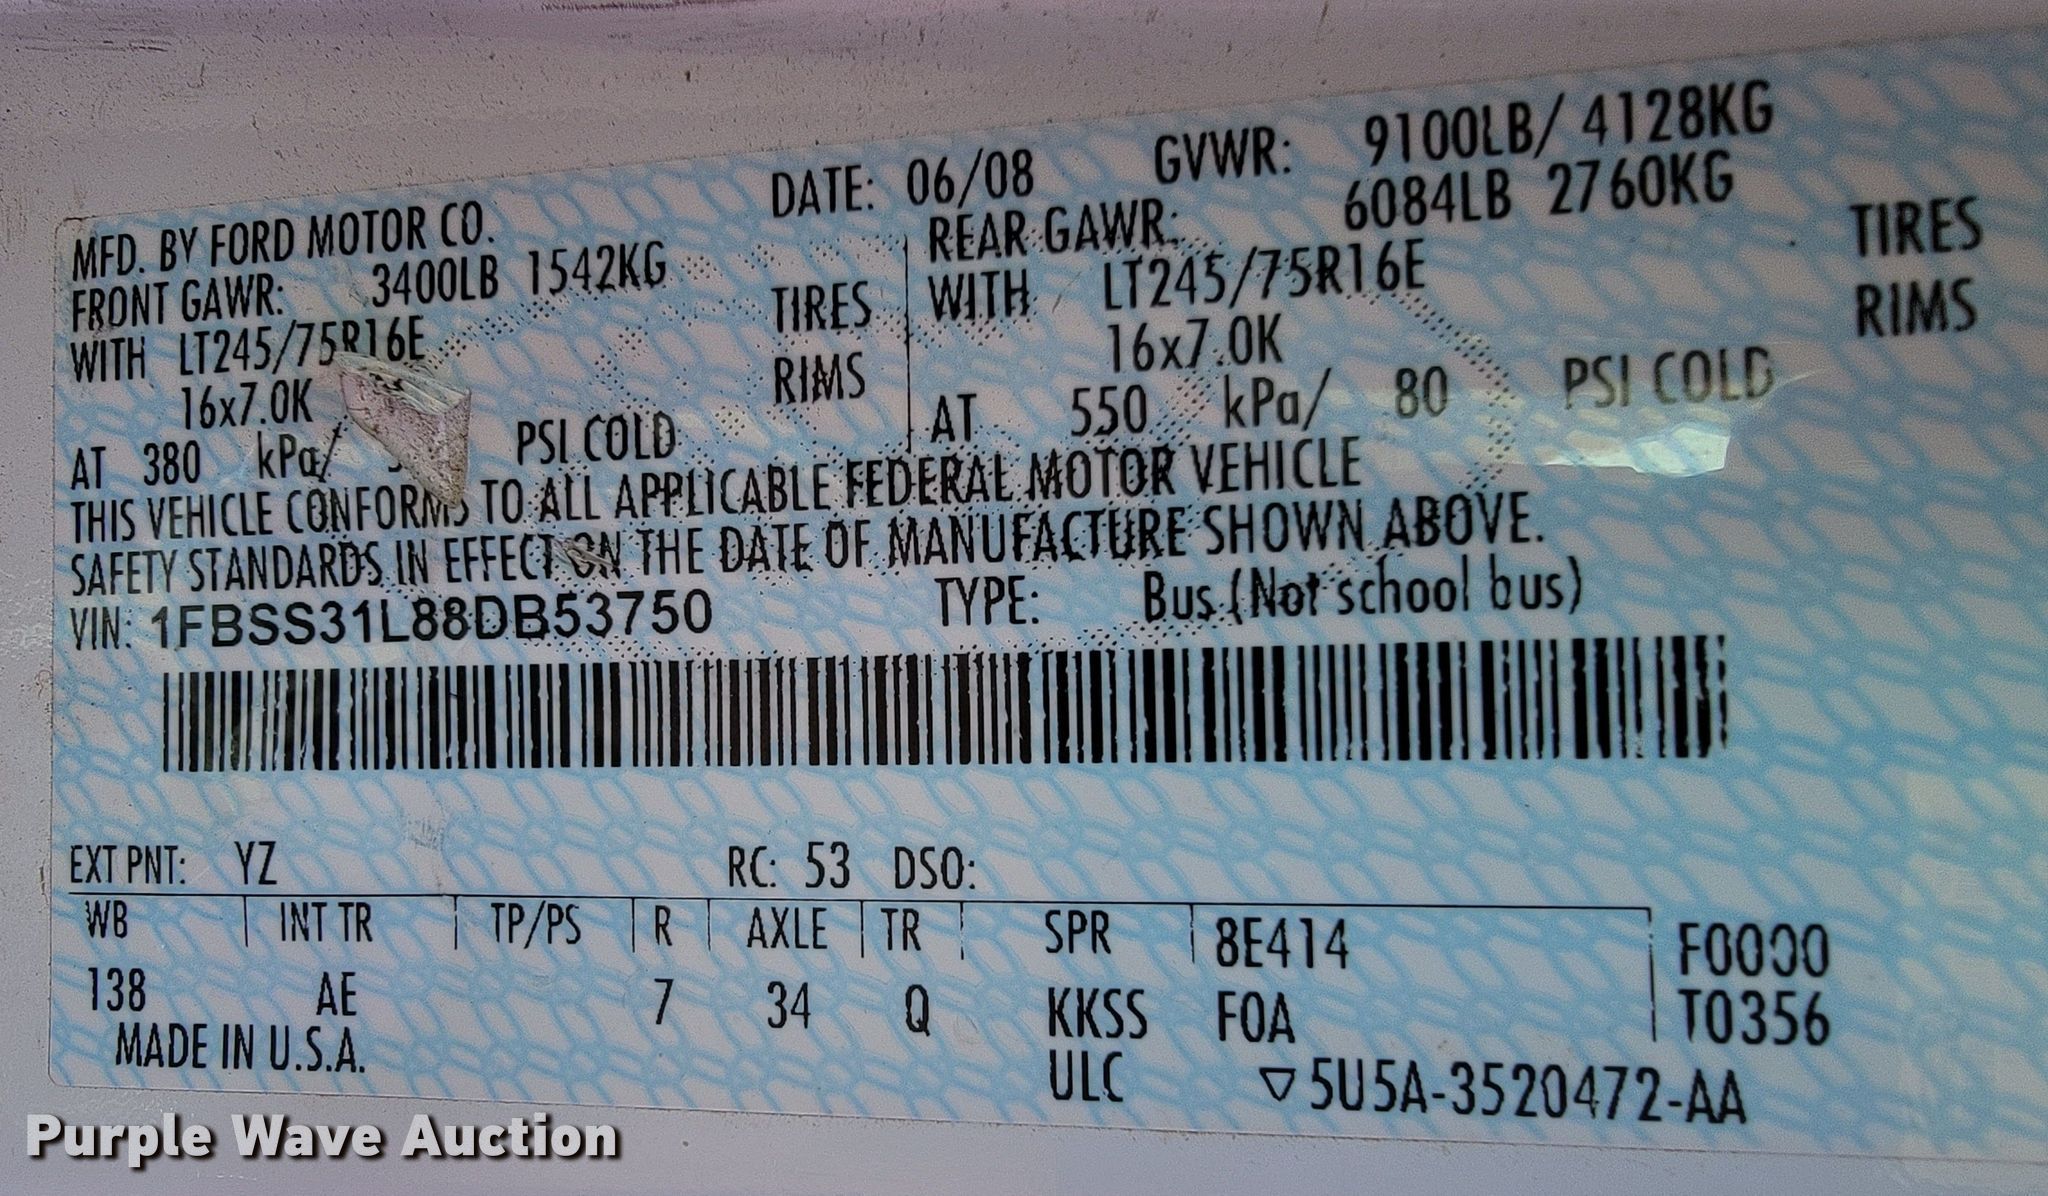 DATE: 06/08 GVWR: 9100LB/ 4128KG
MFD. BY FORD MOTOR CO. REAR GAWR: 6084LB 2760KG
FRONT GAWR: 3400LB 1542KG WITH LT245/75R16E TIRES
WITH LT245/75R16E TIRES 16x7.0K RIMS
16x7.0K RIMS AT 550 kPa/ 80 PSI COLD
AT 380 kPa/ PSI COLD
THIS VEHICLE CONFORMS TO ALL APPLICABLE FEDERAL MOTOR VEHICLE
SAFETY STANDARDS IN EFFECT ON THE DATE OF MANUFACTURE SHOWN ABOVE.
VIN: 1FBSS31L88DB53750 TYPE: Bus (Not school bus)
EXT PNT: YZ RC: 53 DSO:
WB INT TR TP/PS R AXLE TR SPR 8E414 F0000
138 AE 7 34 Q KKSS FOA T0356
MADE IN U.S.A. ULC ▽5U5A-3520472-AA
Purple Wave Auction